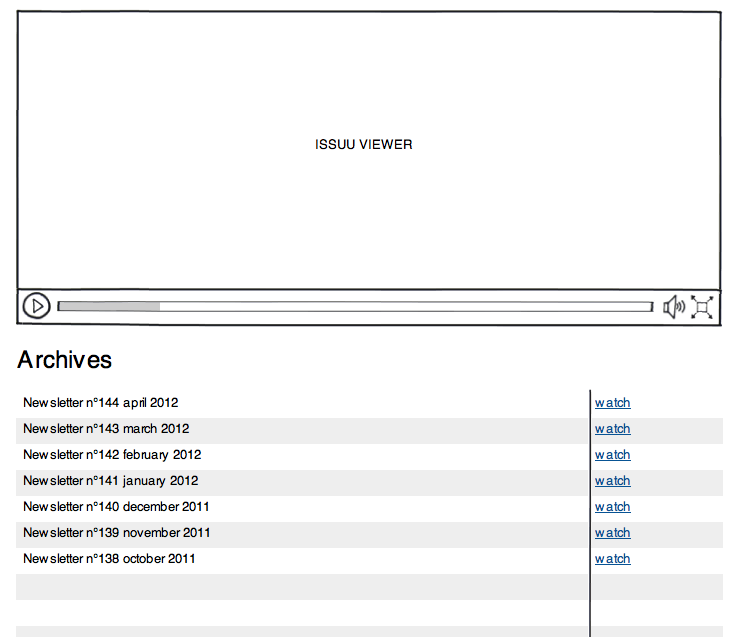 ISSUU VIEWER
Archives
Newsletter n°144 april 2012 watch
Newsletter n°143 march 2012 watch
Newsletter n°142 february 2012 watch
Newsletter n°141 january 2012 watch
Newsletter n°140 december 2011 watch
Newsletter n°139 november 2011 watch
Newsletter n°138 october 2011 watch